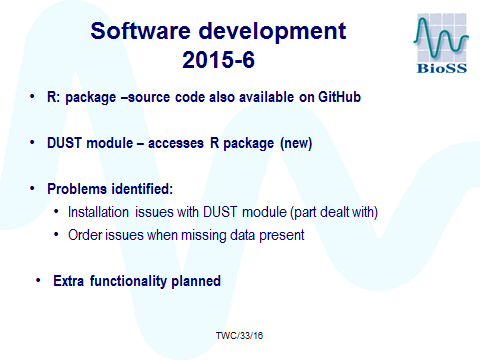 Software development
2015-6
BioSS
• R: package –source code also available on GitHub
• DUST module – accesses R package (new)
• Problems identified:
• Installation issues with DUST module (part dealt with)
• Order issues when missing data present
• Extra functionality planned
TWC/33/16